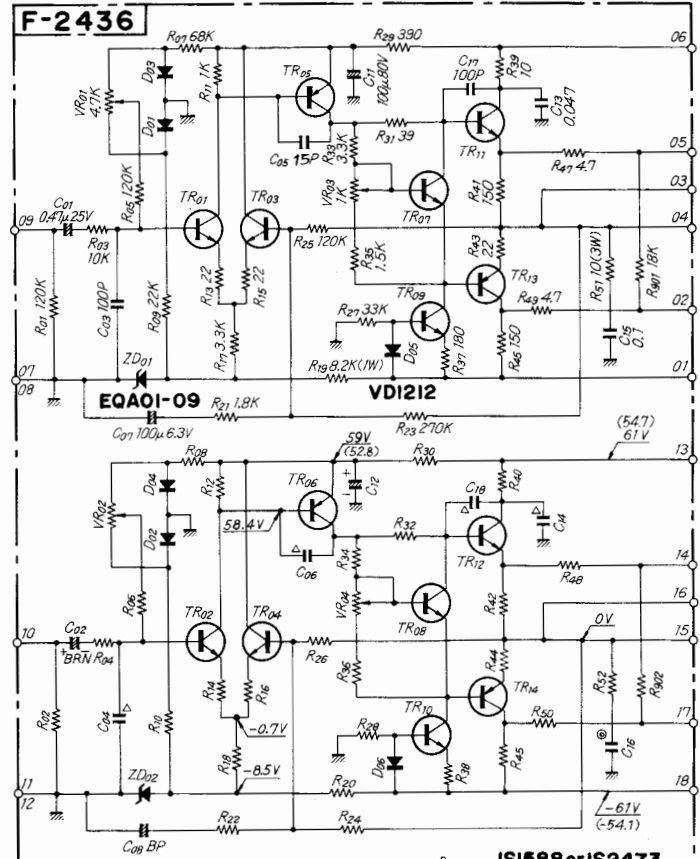 F-2436
R07 68K
R29 390
06
D03
R11 1K
TR05
C11 100µ80V
C17 100P
R39 10
C13 0.047
VR01 4.7K
D01
C05 15P
R33 3.3K
R31 39
TR11
05
R05 120K
R47 4.7
03
C01 0.47µ25V
TR01
TR03
VR03 1K
TR07
R41 150
09
04
R03 10K
R25 120K
R35 1.5K
R43 22
R51 10(3W)
R901 18K
R01 120K
C03 100P
R09 22K
R13 22
R15 22
TR13
TR09
R27 33K
R49 4.7
02
R17 3.3K
D05
R37 180
R45 150
C15 0.1
07
ZD01
R19 8.2K(1W)
01
08
EQA01-09
VD1212
R21 1.8K
R23 270K
C07 100µ6.3V
59V
(54.7)
R08
(52.8)
R30
61V
13
D04
R12
TR06
+
−
C12
C18
R40
VR02
58.4V
C14
D02
C06
R34
R32
TR12
14
R06
VR04
R48
TR08
R42
16
C02
TR02
TR04
0V
10
15
+BRN
R04
R26
R36
R44
R52
R902
R02
C04
R10
R14
R16
TR14
-0.7V
TR10
R28
R50
17
R18
D06
R38
R45
C16
ZD02
-8.5V
11
R20
18
12
R22
R24
-61V
(-54.1)
C08 BP
1S1588 or 1S2473